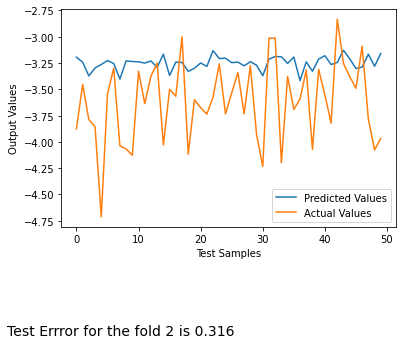 −2.75
−3.00
−3.25
−3.50
−3.75
−4.00
−4.25
−4.50
−4.75
Output Values
0 10 20 30 40 50
Test Samples
Predicted Values
Actual Values
Test Errror for the fold 2 is 0.316